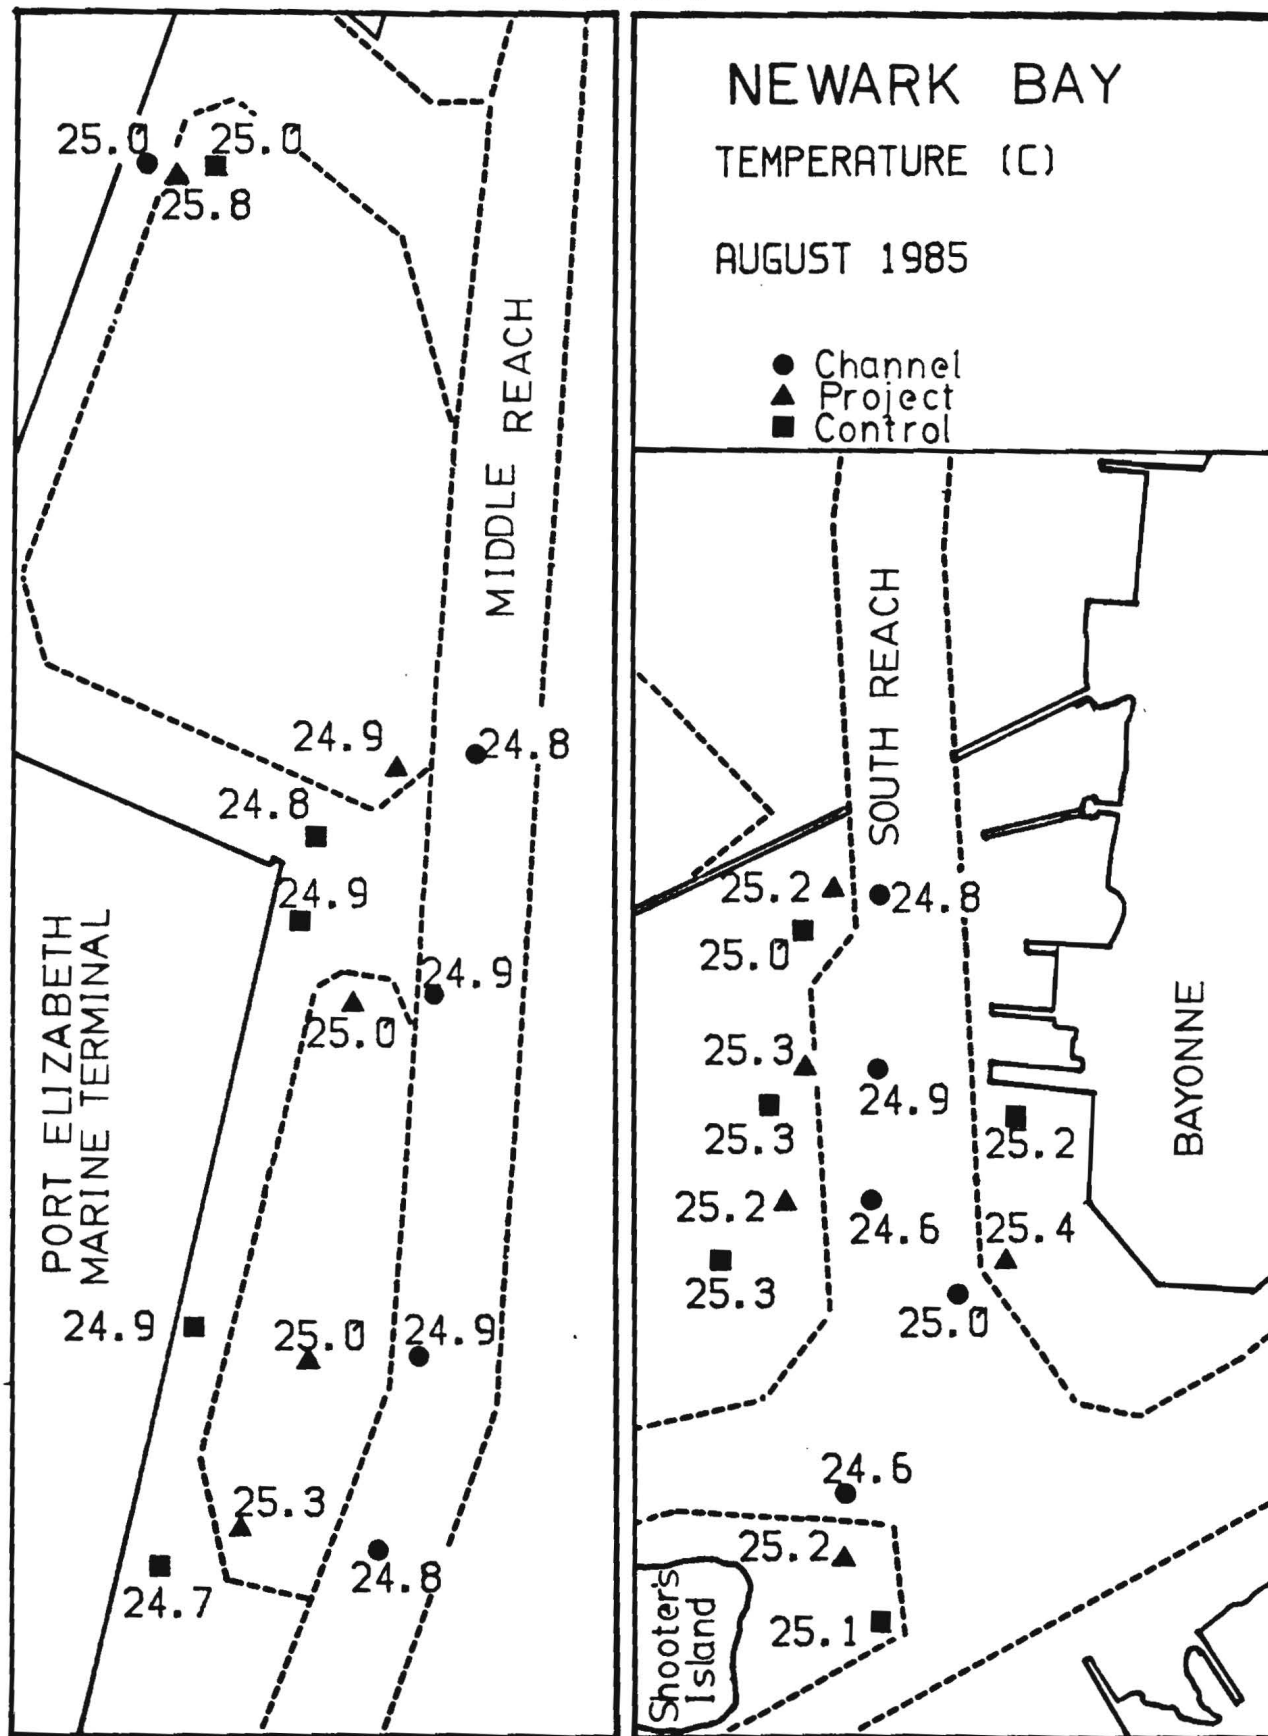 NEWARK BAY
TEMPERATURE (C)
AUGUST 1985
Channel
Project
Control
25.0
25.0
25.8
MIDDLE REACH
24.9
24.8
24.8
24.9
24.9
25.0
PORT ELIZABETH
MARINE TERMINAL
24.9
25.0
24.9
25.3
24.8
24.7
SOUTH REACH
25.2
24.8
25.0
BAYONNE
25.3
24.9
25.3
25.2
25.2
24.6
25.4
25.3
25.0
24.6
25.2
25.1
Shooter's
Island